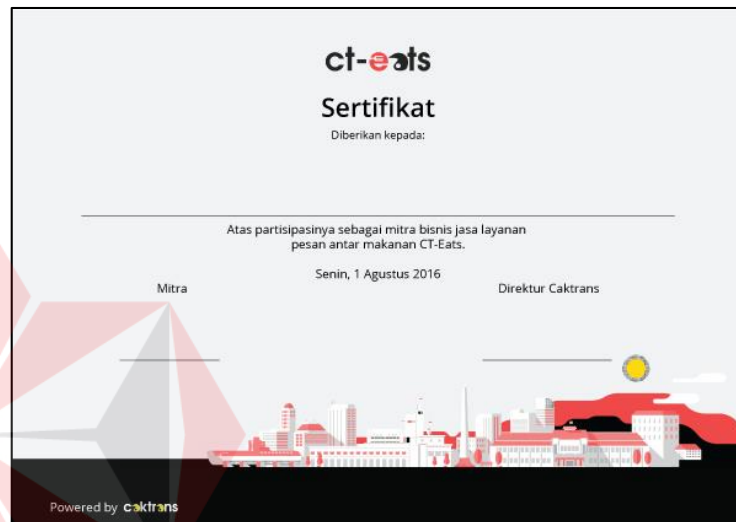 ct-eats
Sertifikat
Diberikan kepada:
Atas partisipasinya sebagai mitra bisnis jasa layanan
pesan antar makanan CT-Eats.
Senin, 1 Agustus 2016
Mitra
Direktur Caktrans
Powered by caktrans